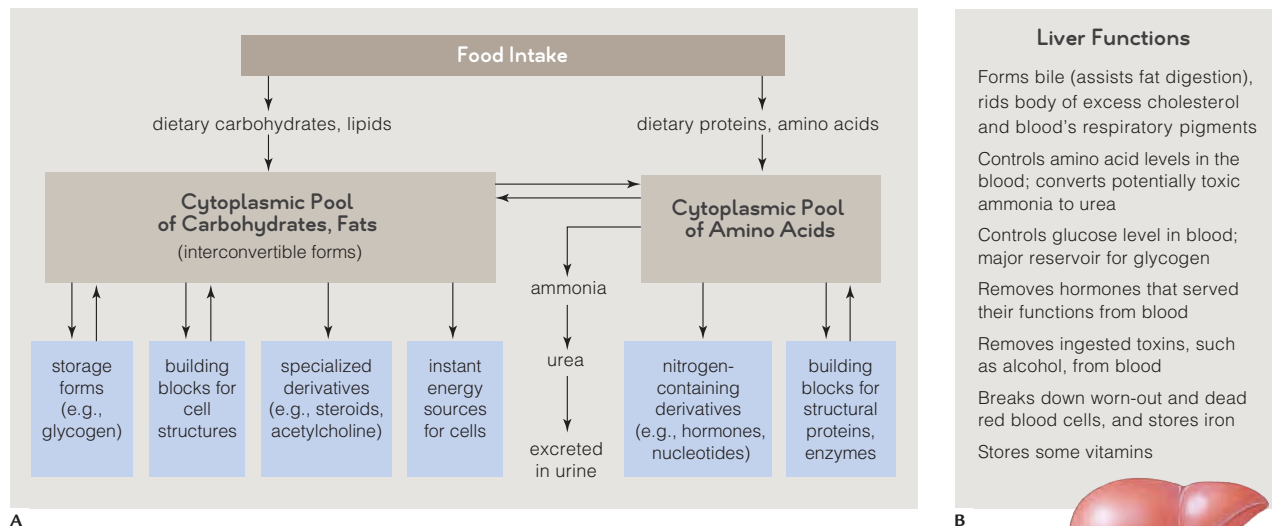 Food Intake
dietary carbohydrates, lipids
dietary proteins, amino acids
Cytoplasmic Pool
of Carbohydrates, Fats
(interconvertible forms)
Cytoplasmic Pool
of Amino Acids
ammonia
urea
excreted
in urine
storage
forms
(e.g.,
glycogen)
building
blocks for
cell
structures
specialized
derivatives
(e.g., steroids,
acetylcholine)
instant
energy
sources
for cells
nitrogen-
containing
derivatives
(e.g., hormones,
nucleotides)
building
blocks for
structural
proteins,
enzymes
A
Liver Functions
Forms bile (assists fat digestion),
rids body of excess cholesterol
and blood's respiratory pigments
Controls amino acid levels in the
blood; converts potentially toxic
ammonia to urea
Controls glucose level in blood;
major reservoir for glycogen
Removes hormones that served
their functions from blood
Removes ingested toxins, such
as alcohol, from blood
Breaks down worn-out and dead
red blood cells, and stores iron
Stores some vitamins
B